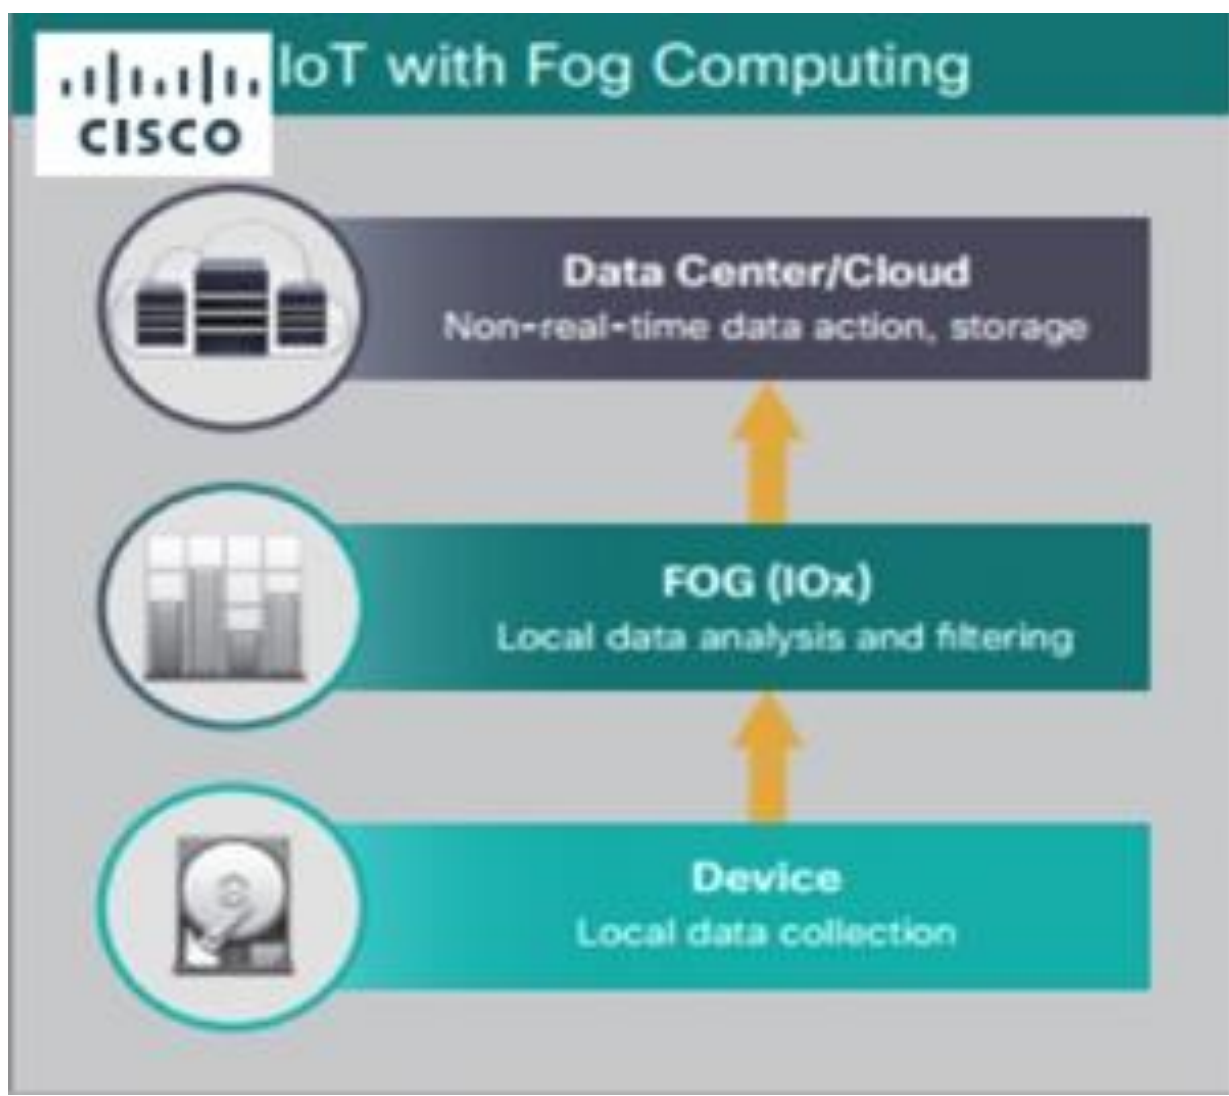 IoT with Fog Computing
CISCO
Data Center/Cloud
Non-real-time data action, storage
FOG (IOx)
Local data analysis and filtering
Device
Local data collection